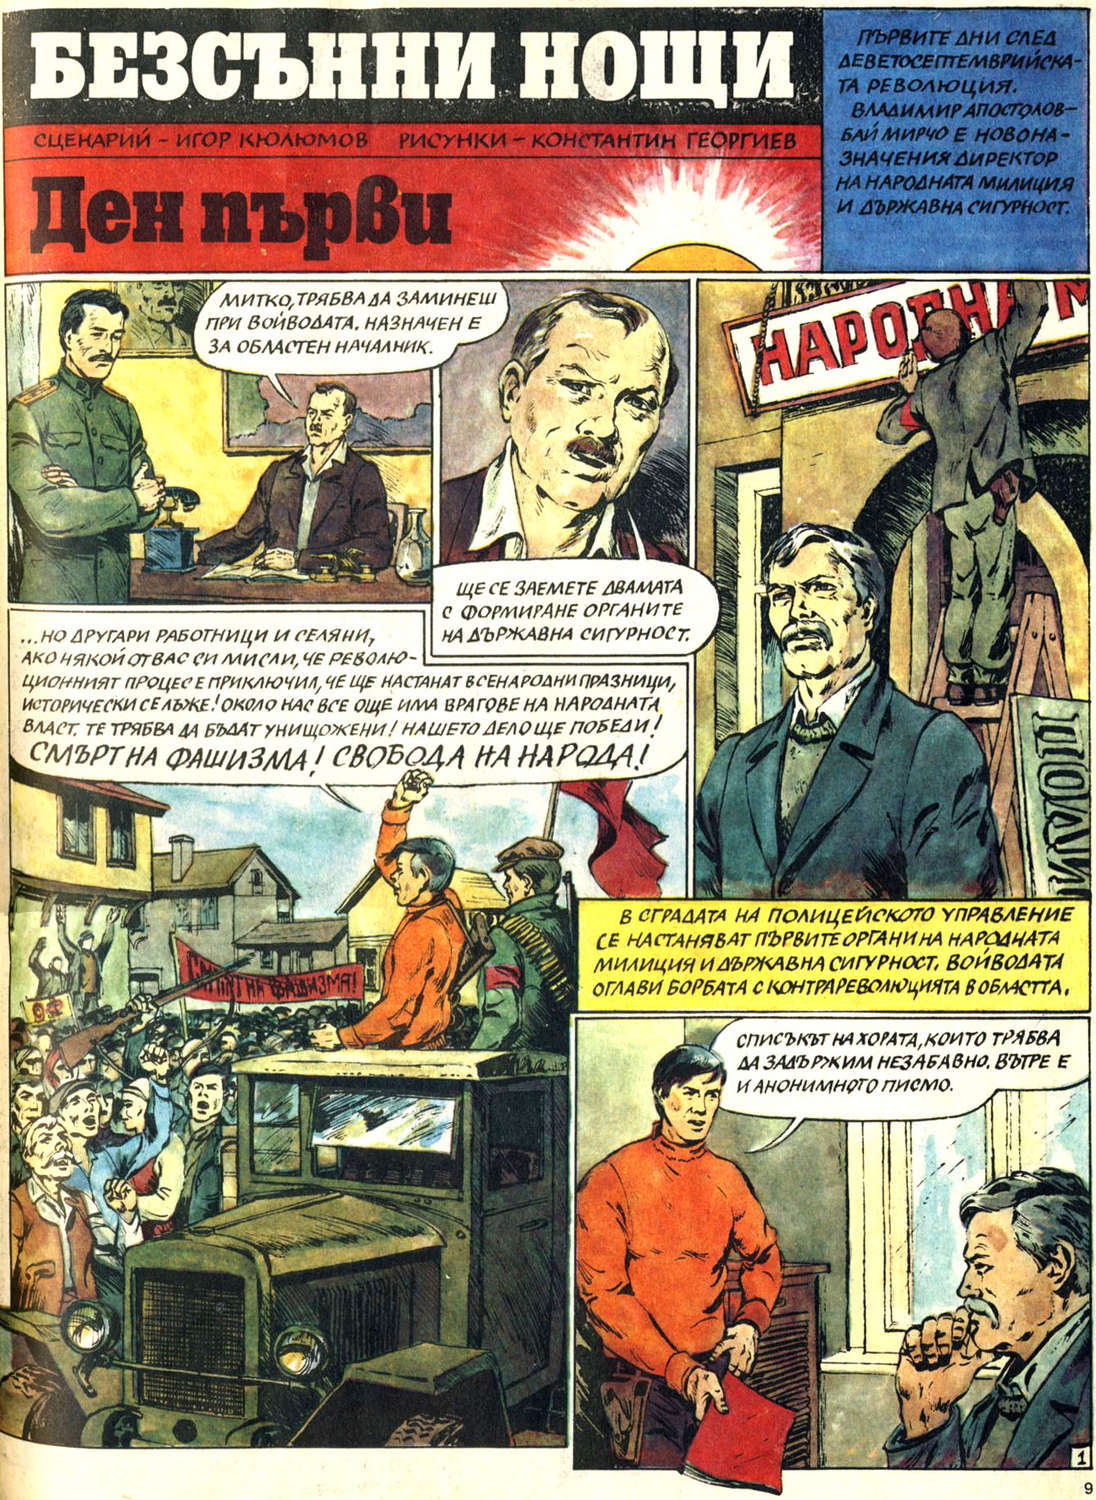 БЕЗСЪННИ НОЩИ
СЦЕНАРИЙ – ИГОР КЮЛЮМОВ РИСУНКИ – КОНСТАНТИН ГЕОРГИЕВ
Ден първи
ПЪРВИТЕ ДНИ СЛЕД
ДЕВЕТОСЕПТЕМВРИЙСКА-
ТА РЕВОЛЮЦИЯ.
ВЛАДИМИР АПОСТОЛОВ–
БАЙ МИРЧО Е НОВОНА-
ЗНАЧЕНИЯ ДИРЕКТОР
НА НАРОДНАТА МИЛИЦИЯ
И ДЪРЖАВНА СИГУРНОСТ.
МИТКО, ТРЯБВА ДА ЗАМИНЕШ
ПРИ ВОЙВОДАТА. НАЗНАЧЕН Е
ЗА ОБЛАСТЕН НАЧАЛНИК.
ЩЕ СЕ ЗАЕМЕТЕ ДВАМАТА
С ФОРМИРАНЕ ОРГАНИТЕ
НА ДЪРЖАВНА СИГУРНОСТ.
НАРОДНА М
ПОЛИЦ
В СГРАДАТА НА ПОЛИЦЕЙСКОТО УПРАВЛЕНИЕ
СЕ НАСТАНЯВАТ ПЪРВИТЕ ОРГАНИ НА НАРОДНАТА
МИЛИЦИЯ И ДЪРЖАВНА СИГУРНОСТ. ВОЙВОДАТА
ОГЛАВИ БОРБАТА С КОНТРАРЕВОЛЮЦИЯТА В ОБЛАСТТА.
...НО ДРУГАРИ РАБОТНИЦИ И СЕЛЯНИ,
АКО НЯКОЙ ОТ ВАС СИ МИСЛИ, ЧЕ РЕВОЛЮ-
ЦИОННИЯТ ПРОЦЕС Е ПРИКЛЮЧИЛ, ЧЕ ЩЕ НАСТАНАТ ВСЕНАРОДНИ ПРАЗНИЦИ,
ИСТОРИЧЕСКИ СЕ ЛЪЖЕ! ОКОЛО НАС ВСЕ ОЩЕ ИМА ВРАГОВЕ НА НАРОДНАТА
ВЛАСТ. ТЕ ТРЯБВА ДА БЪДАТ УНИЩОЖЕНИ! НАШЕТО ДЕЛО ЩЕ ПОБЕДИ!
СМЪРТ НА ФАШИЗМА! СВОБОДА НА НАРОДА!
СМЪРТ НА ФАШИЗМА!
ОФ
СПИСЪКЪТ НА ХОРАТА, КОИТО ТРЯБВА
ДА ЗАДЪРЖИМ НЕЗАБАВНО. ВЪТРЕ Е
И АНОНИМНОТО ПИСМО.
1
9